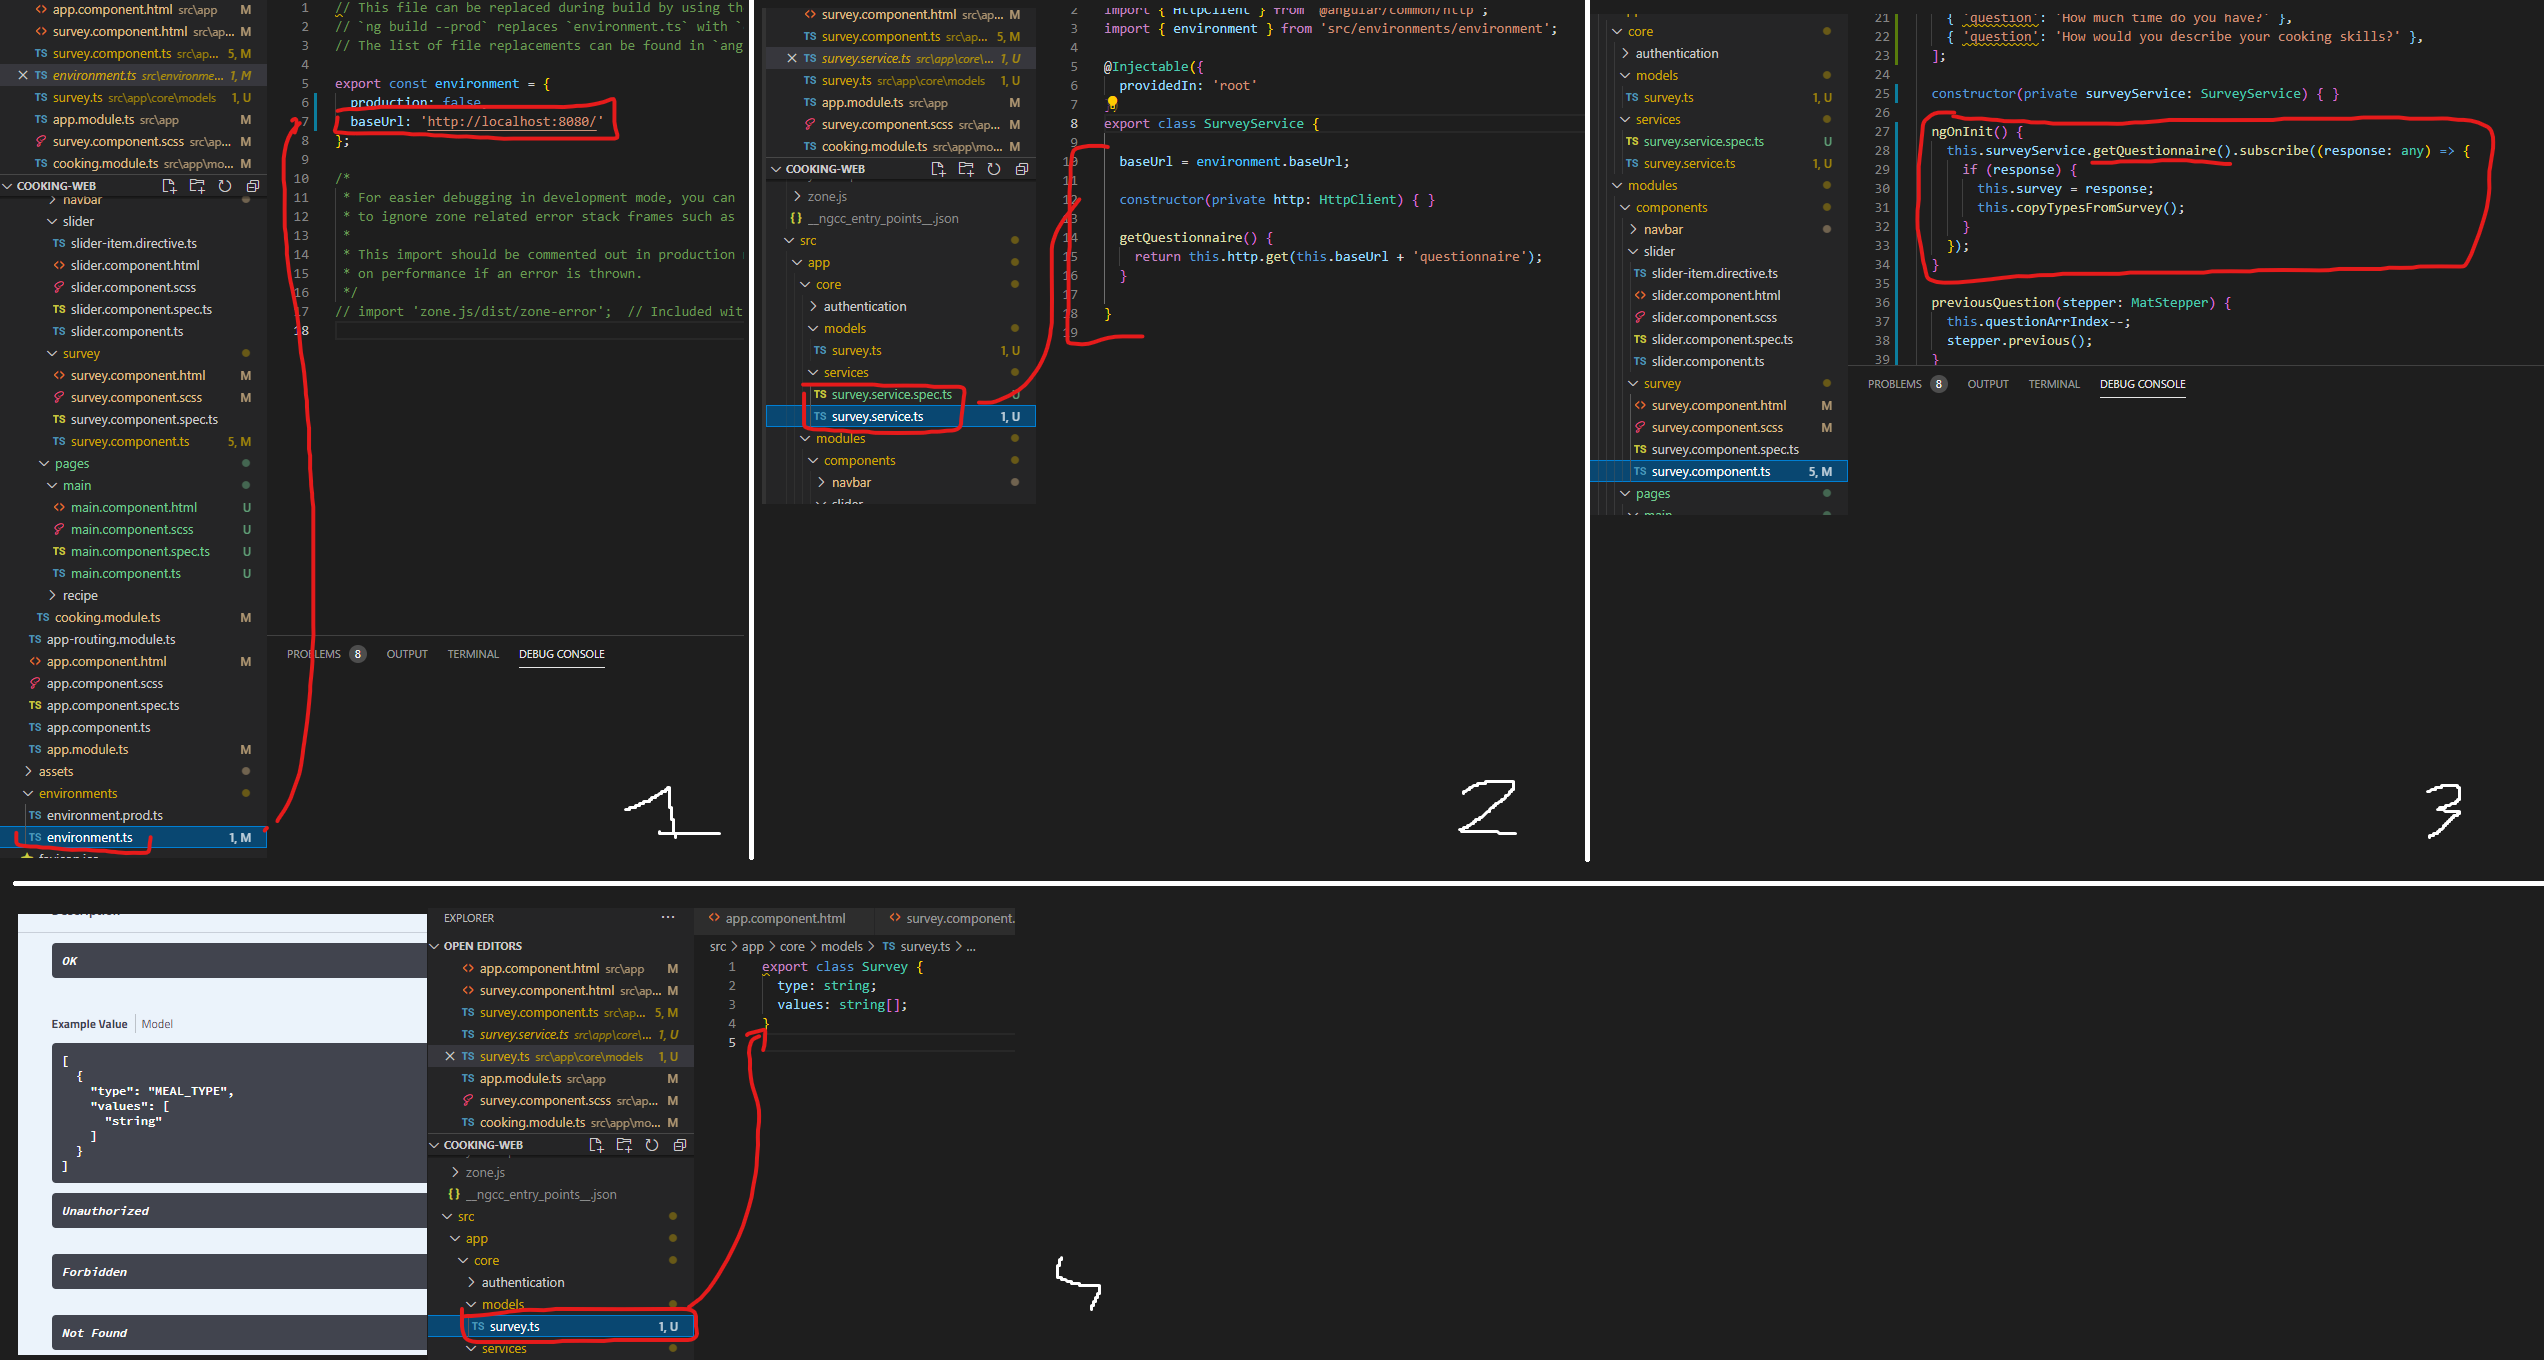 app.component.html src\app M
survey.component.html src\ap... M
survey.component.ts src\ap... 5, M
environment.ts src\environme... 1, M
survey.ts src\app\core\models 1, U
app.module.ts src\app M
survey.component.scss src\ap... M
cooking.module.ts src\app\mo... M
COOKING-WEB
navbar
slider
slider-item.directive.ts
slider.component.html
slider.component.scss
slider.component.spec.ts
slider.component.ts
survey
survey.component.html M
survey.component.scss M
survey.component.spec.ts
survey.component.ts 5, M
pages
main
main.component.html U
main.component.scss U
main.component.spec.ts U
main.component.ts U
recipe
cooking.module.ts M
app-routing.module.ts
app.component.html M
app.component.scss
app.component.spec.ts
app.component.ts
app.module.ts M
assets
environments
environment.prod.ts
environment.ts 1, M
1 // This file can be replaced during build by using th
2 // `ng build --prod` replaces `environment.ts` with `
3 // The list of file replacements can be found in `ang
4
5 export const environment = {
6 production: false
7 baseUrl: 'http://localhost:8080/'
8 };
9
10 /*
11 * For easier debugging in development mode, you can
12 * to ignore zone related error stack frames such as
13 *
14 * This import should be commented out in production
15 * on performance if an error is thrown.
16 */
17 // import 'zone.js/dist/zone-error';  // Included wit
18
PROBLEMS 8 OUTPUT TERMINAL DEBUG CONSOLE
1
survey.component.html src\ap... M
survey.component.ts src\ap... 5, M
survey.service.ts src\app\core\... 1, U
survey.ts src\app\core\models 1, U
app.module.ts src\app M
survey.component.scss src\ap... M
cooking.module.ts src\app\mo... M
COOKING-WEB
zone.js
{} __ngcc_entry_points__.json
src
app
core
authentication
models
survey.ts 1, U
services
survey.service.spec.ts U
survey.service.ts 1, U
modules
components
navbar
slider
2 import { HttpClient } from '@angular/common/http';
3 import { environment } from 'src/environments/environment';
4
5 @Injectable({
6 providedIn: 'root'
7
8 export class SurveyService {
9
10 baseUrl = environment.baseUrl;
11
12 constructor(private http: HttpClient) { }
13
14 getQuestionnaire() {
15 return this.http.get(this.baseUrl + 'questionnaire');
16 }
17
18 }
19
2
core
authentication
models
survey.ts 1, U
services
survey.service.spec.ts U
survey.service.ts 1, U
modules
components
navbar
slider
slider-item.directive.ts
slider.component.html
slider.component.scss
slider.component.spec.ts
slider.component.ts
survey
survey.component.html M
survey.component.scss M
survey.component.spec.ts
survey.component.ts 5, M
pages
main
21 { 'question': 'How much time do you have?' },
22 { 'question': 'How would you describe your cooking skills?' },
23 ];
24
25 constructor(private surveyService: SurveyService) { }
26
27 ngOnInit() {
28 this.surveyService.getQuestionnaire().subscribe((response: any) => {
29 if (response) {
30 this.survey = response;
31 this.copyTypesFromSurvey();
32 }
33 });
34 }
35
36 previousQuestion(stepper: MatStepper) {
37 this.questionArrIndex--;
38 stepper.previous();
39 }
PROBLEMS 8 OUTPUT TERMINAL DEBUG CONSOLE
3
Description
OK
Example Value Model
[
{
"type": "MEAL_TYPE",
"values": [
"string"
]
}
]
Unauthorized
Forbidden
Not Found
EXPLORER ...
OPEN EDITORS
app.component.html src\app M
survey.component.html src\ap... M
survey.component.ts src\ap... 5, M
survey.service.ts src\app\core\... 1, U
survey.ts src\app\core\models 1, U
app.module.ts src\app M
survey.component.scss src\ap... M
cooking.module.ts src\app\mo... M
COOKING-WEB
zone.js
{} __ngcc_entry_points__.json
src
app
core
authentication
models
survey.ts 1, U
services
app.component.html survey.component.
src > app > core > models > TS survey.ts > ...
1 export class Survey {
2 type: string;
3 values: string[];
4 }
5
4